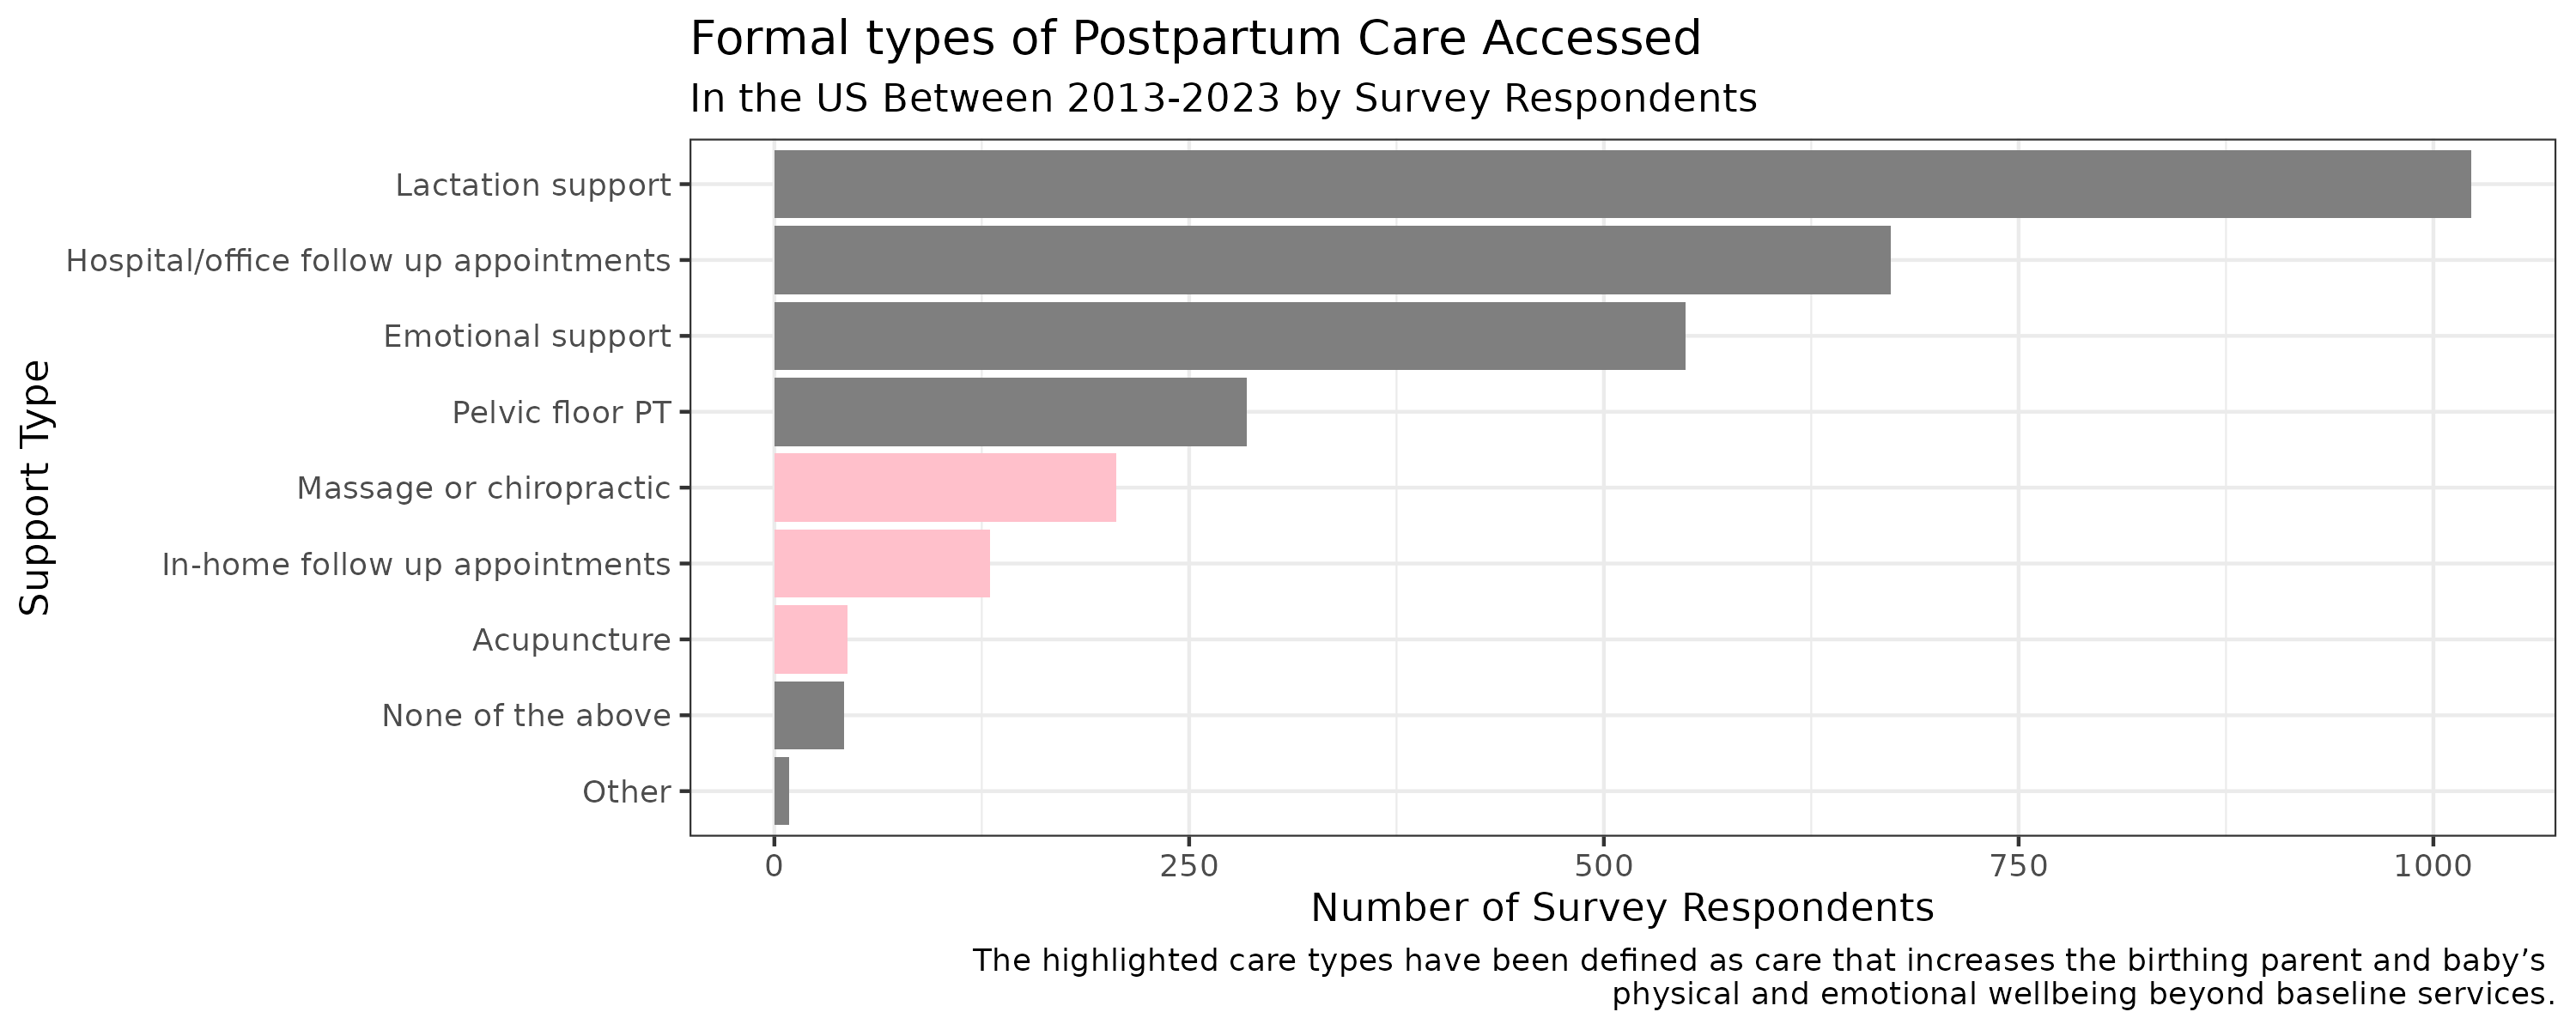 Formal types of Postpartum Care Accessed
In the US Between 2013-2023 by Survey Respondents
Support Type
Lactation support
Hospital/office follow up appointments
Emotional support
Pelvic floor PT
Massage or chiropractic
In-home follow up appointments
Acupuncture
None of the above
Other
0 250 500 750 1000
Number of Survey Respondents
The highlighted care types have been defined as care that increases the birthing parent and baby’s
physical and emotional wellbeing beyond baseline services.